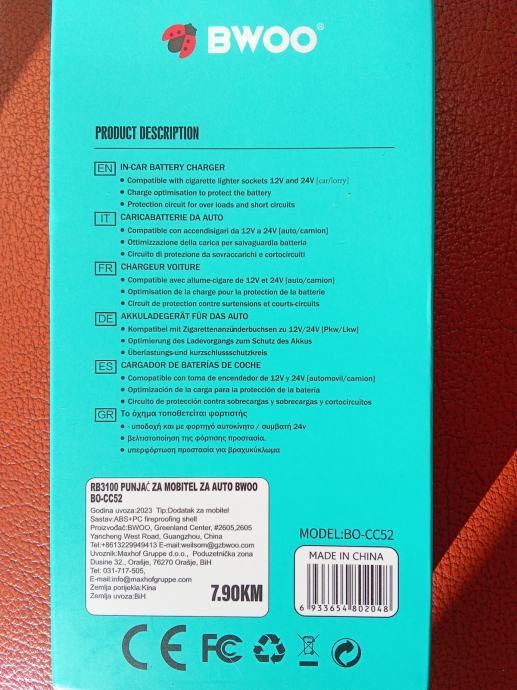 BWOO®
PRODUCT DESCRIPTION
EN IN-CAR BATTERY CHARGER
• Compatible with cigarette lighter sockets 12V and 24V [car/lorry]
• Charge optimisation to protect the battery
• Protection circuit for over loads and short circuits
IT CARICABATTERIE DA AUTO
• Compatible con accendisigari da 12V a 24V [auto/camion]
• Ottimizzazione della carica per salvaguardia batteria
• Circuito di protezione da sovraccarichi e cortocircuiti
FR CHARGEUR VOITURE
• Compatible avec allume-cigare de 12V et 24V [auto/camion]
• Optimisation de la charge pour la protection de la batterie
• Circuit de protection contre surtensions et courts-circuits
DE AKKULADEGERÄT FÜR DAS AUTO
• Kompatibel mit Zigarettenanzünderbuchsen zu 12V/24V [Pkw/Lkw]
• Optimierung des Ladevorgangs zum Schutz des Akkus
• Überlastungs-und kurzschlussschutzkreis
ES CARGADOR DE BATERÍAS DE COCHE
• Comopatible con toma de encendedor de 12V y 24V [automovil/camion]
• Optimización de la carga para la protección de la batería
• Circuito de protección contra sobrecargas y sobrecargas y cortocircuitos
GR Το όχημα τοποθετείται φορτιστής
• - υποδοχή και με φορτηγό αυτοκίνητο / συμβατή 24v
• βελτιστοποίηση της φόρτισης προστασία.
• υπερφόρτωση προστασία για βραχυκύκλωμα
RB3100 PUNJAĆ ZA MOBITEL ZA AUTO BWOO
BO-CC52
Godina uvoza:2023 Tip:Dodatak za mobitel
Sastav:ABS+PC fireproofing shell
Proizvođač:BWOO, Greenland Center, #2605,2605
Yancheng West Road, Guangzhou, China
Tel:+8613229949413 E-mail:weilsom@gzbwoo.com
Uvoznik:Maxhof Gruppe d.o.o., Poduzetnička zona
Dusine 32., Orašje, 76270 Orašje, BiH
Tel: 031-717-505,
E-mail:info@maxhofgruppe.com
Zemlja porijekla:Kina
Zemlja uvoza:BiH
7.90KM
MODEL:BO-CC52
MADE IN CHINA
6 933654 802048
CE FC